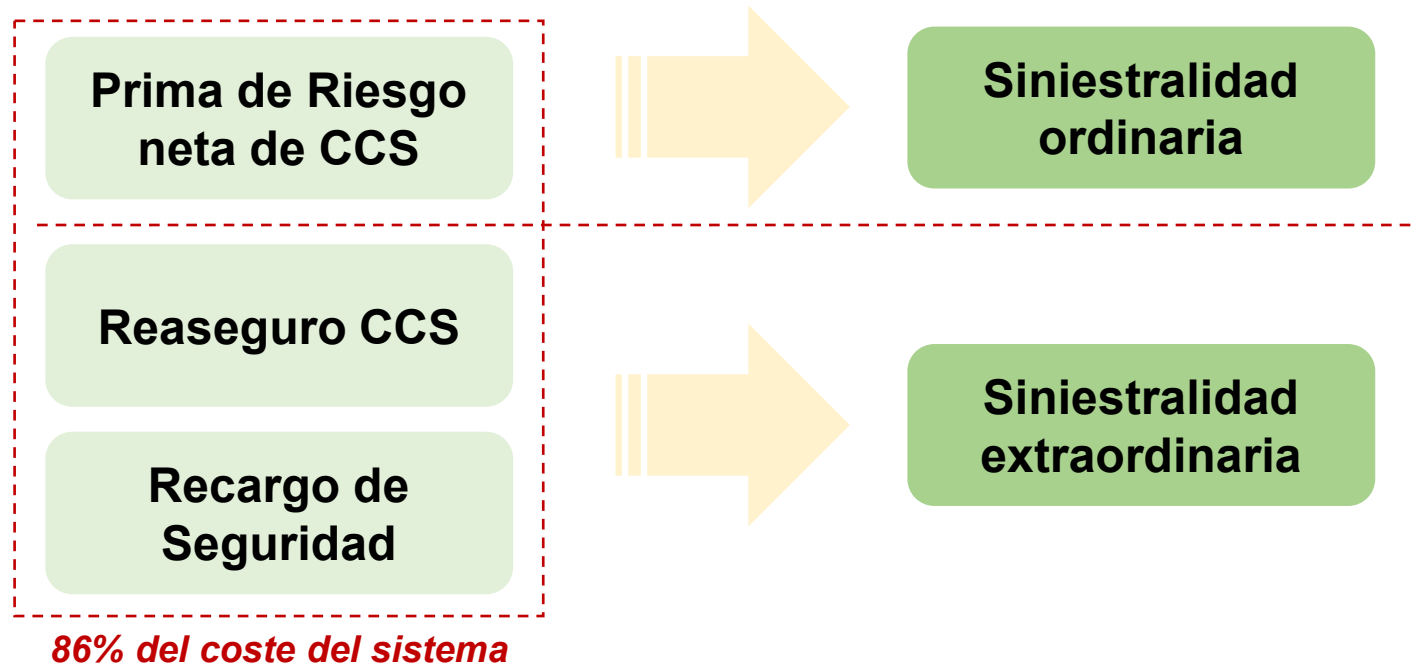 Prima de Riesgo
neta de CCS
Siniestralidad
ordinaria
Reaseguro CCS
Recargo de
Seguridad
Siniestralidad
extraordinaria
86% del coste del sistema